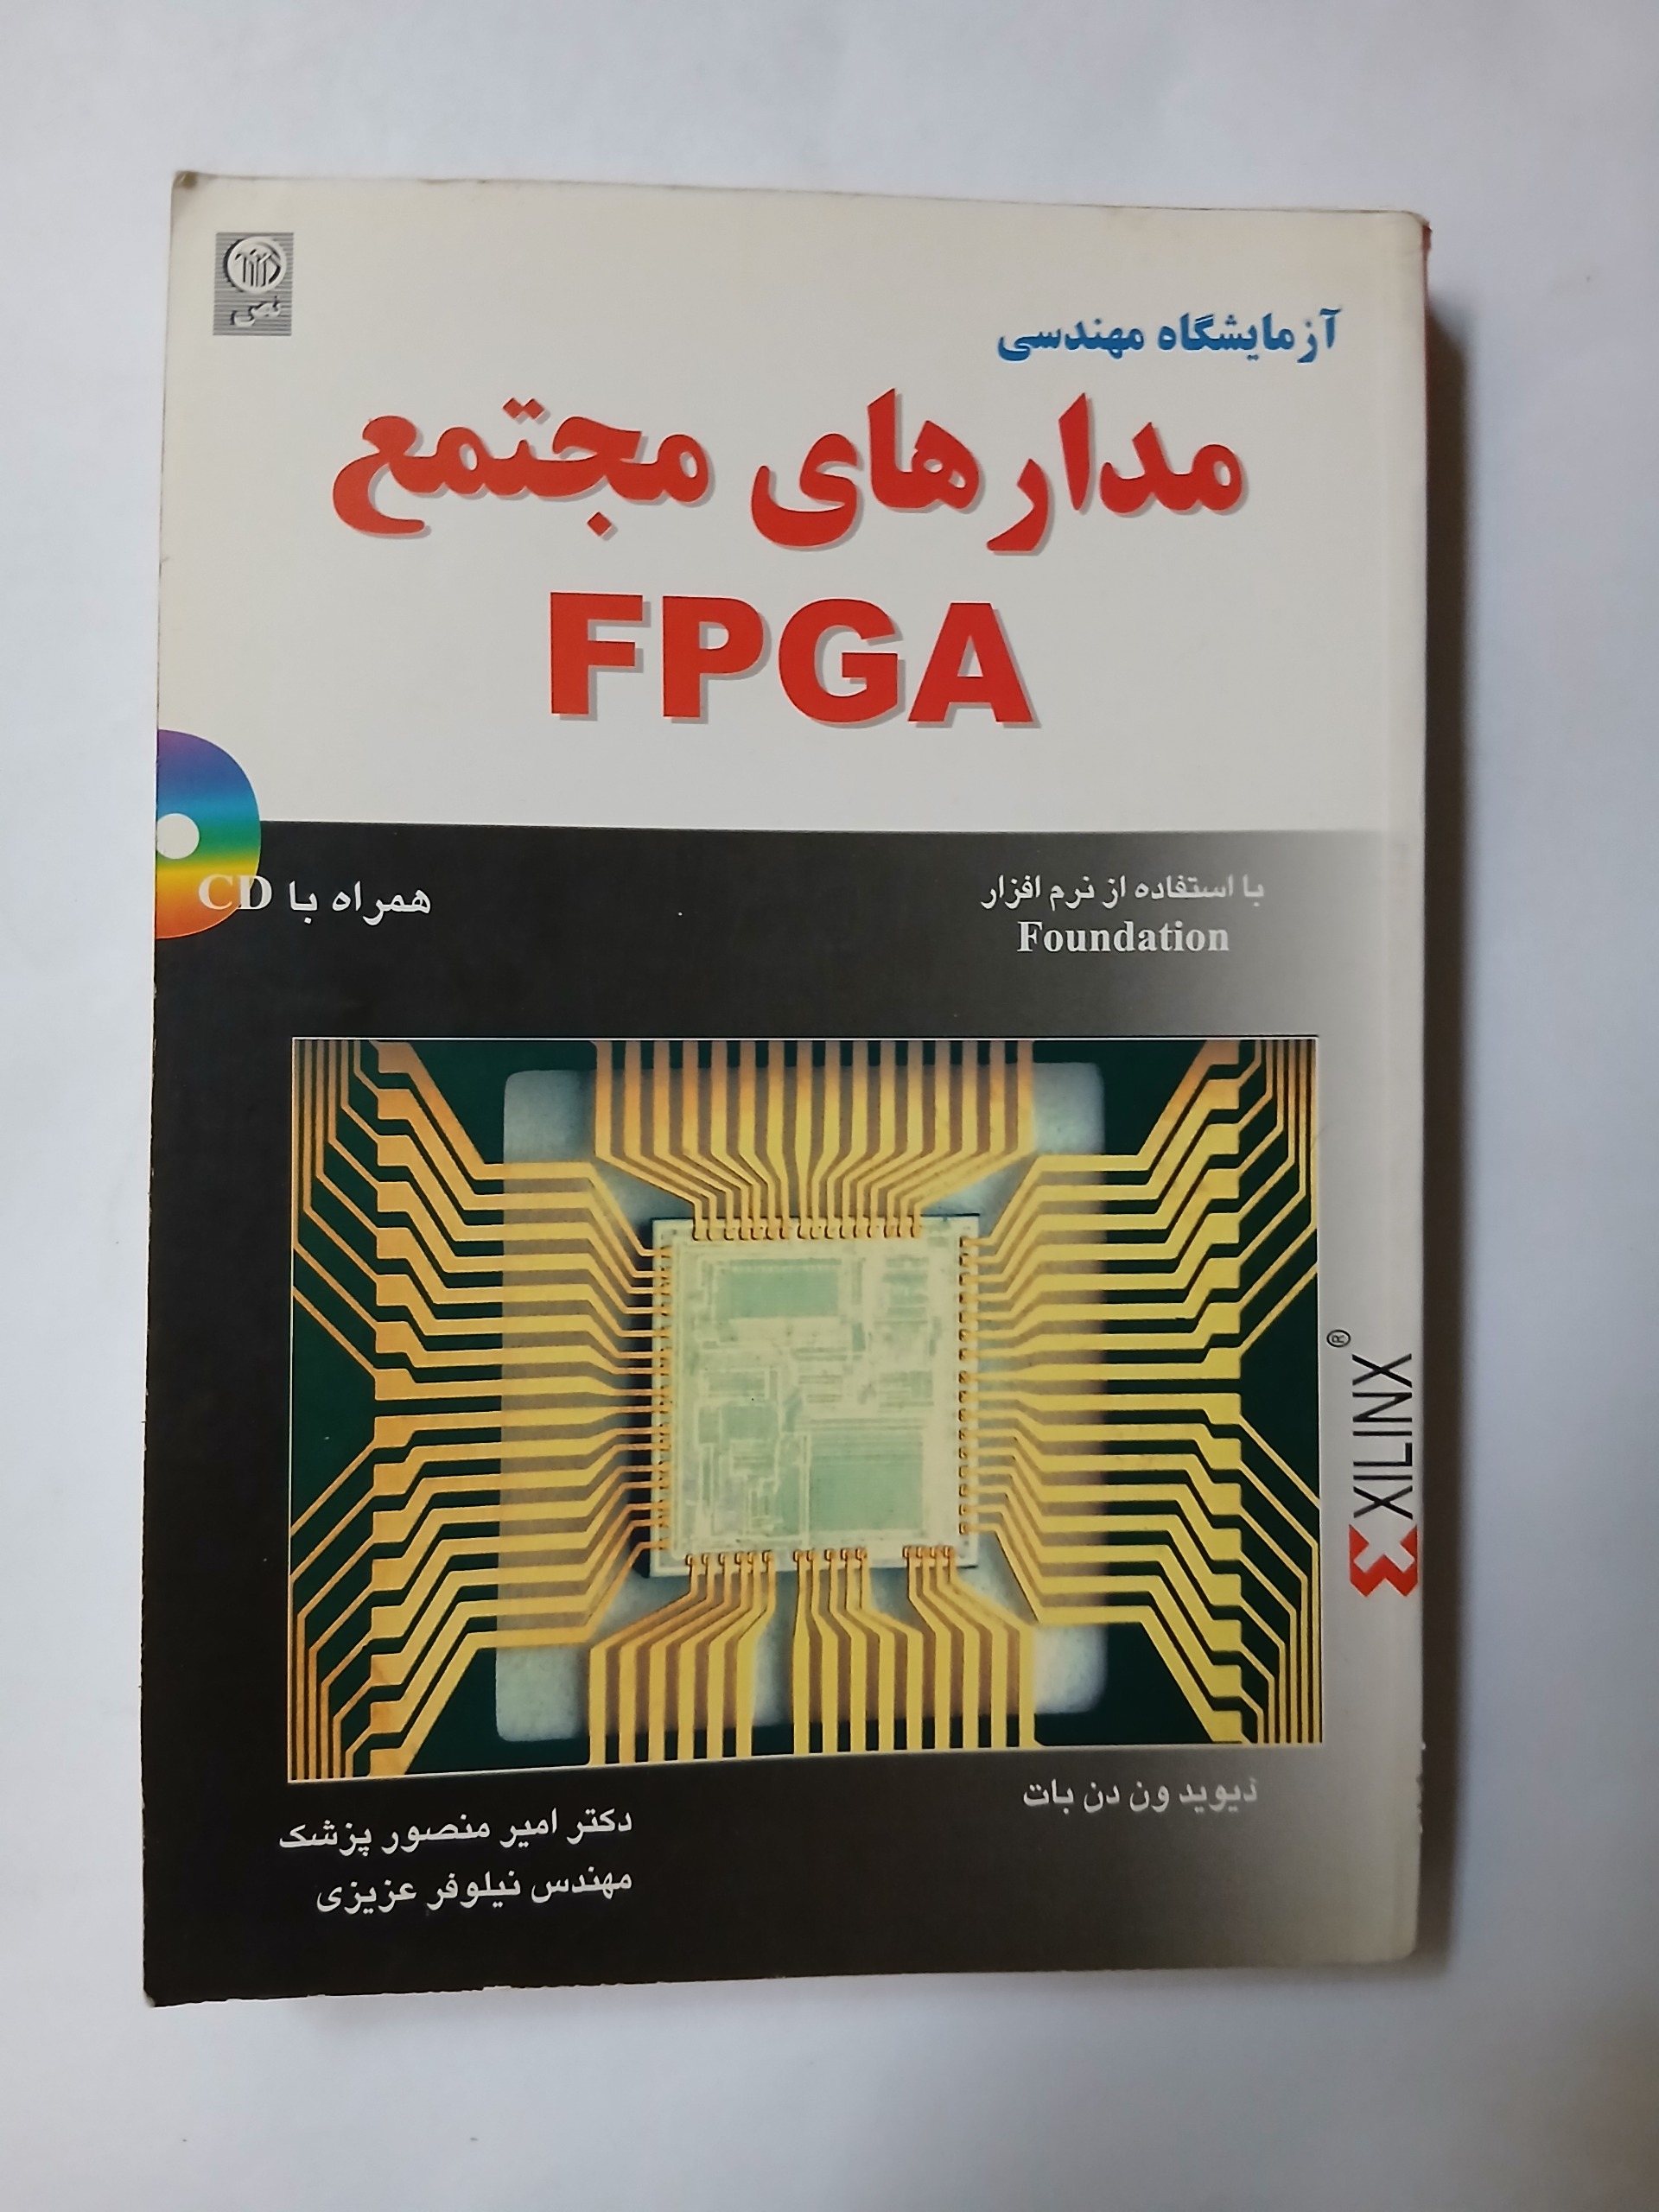 نص
آزمایشگاه مهندسی
مدارهای مجتمع
FPGA
با استفاده از نرم افزار
Foundation
همراه با CD
XILINX®
دیوید ون دن بات
دکتر امیر منصور پزشک
مهندس نیلوفر عزیزی